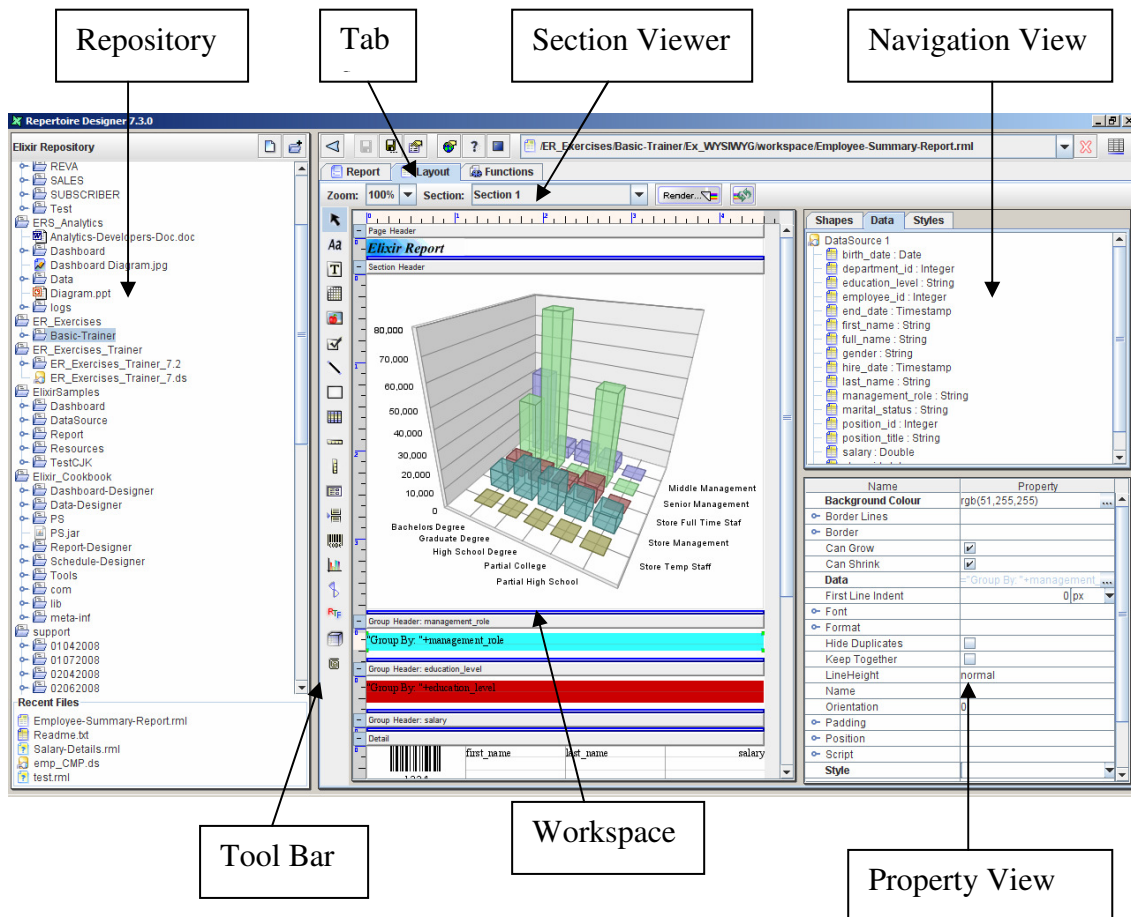 Repository
Tab
Section Viewer
Navigation View
Repertoire Designer 7.3.0
Elixir Repository
REVA
SALES
SUBSCRIBER
Test
ERS_Analytics
Analytics-Developers-Doc.doc
Dashboard
Dashboard Diagram.jpg
Data
Diagram.ppt
logs
ER_Exercises
Basic-Trainer
ER_Exercises_Trainer
ER_Exercises_Trainer_7.2
ER_Exercises_Trainer_7.ds
ElixirSamples
Dashboard
DataSource
Report
Resources
TestCJK
Elixir_Cookbook
Dashboard-Designer
Data-Designer
PS
PS.jar
Report-Designer
Schedule-Designer
Tools
com
lib
meta-inf
support
01042008
01072008
02042008
02062008
Recent Files
Employee-Summary-Report.rml
Readme.txt
Salary-Details.rml
emp_CMP.ds
test.rml
/ER_Exercises/Basic-Trainer/Ex_WYSIWYG/workspace/Employee-Summary-Report.rml
Report Layout Functions
Zoom: 100% Section: Section 1 Render...
0 1 2 3 4
Page Header
Elixir Report
Section Header
80,000
70,000
60,000
50,000
40,000
30,000
20,000
10,000
0
Bachelors Degree
Graduate Degree
High School Degree
Partial College
Partial High School
Middle Management
Senior Management
Store Full Time Staf
Store Management
Store Temp Staff
Group Header: management_role
"Group By: "+management_role
Group Header: education_level
"Group By: "+education_level
Group Header: salary
Detail
first_name last_name salary
1234
Shapes Data Styles
DataSource 1
birth_date : Date
department_id : Integer
education_level : String
employee_id : Integer
end_date : Timestamp
first_name : String
full_name : String
gender : String
hire_date : Timestamp
last_name : String
management_role : String
marital_status : String
position_id : Integer
position_title : String
salary : Double
Name Property
Background Colour rgb(51,255,255) ...
Border Lines
Border
Can Grow
Can Shrink
Data ="Group By: "+management_ ...
First Line Indent 0 px
Font
Format
Hide Duplicates
Keep Together
LineHeight normal
Name
Orientation 0
Padding
Position
Script
Style
Tool Bar
Workspace
Property View